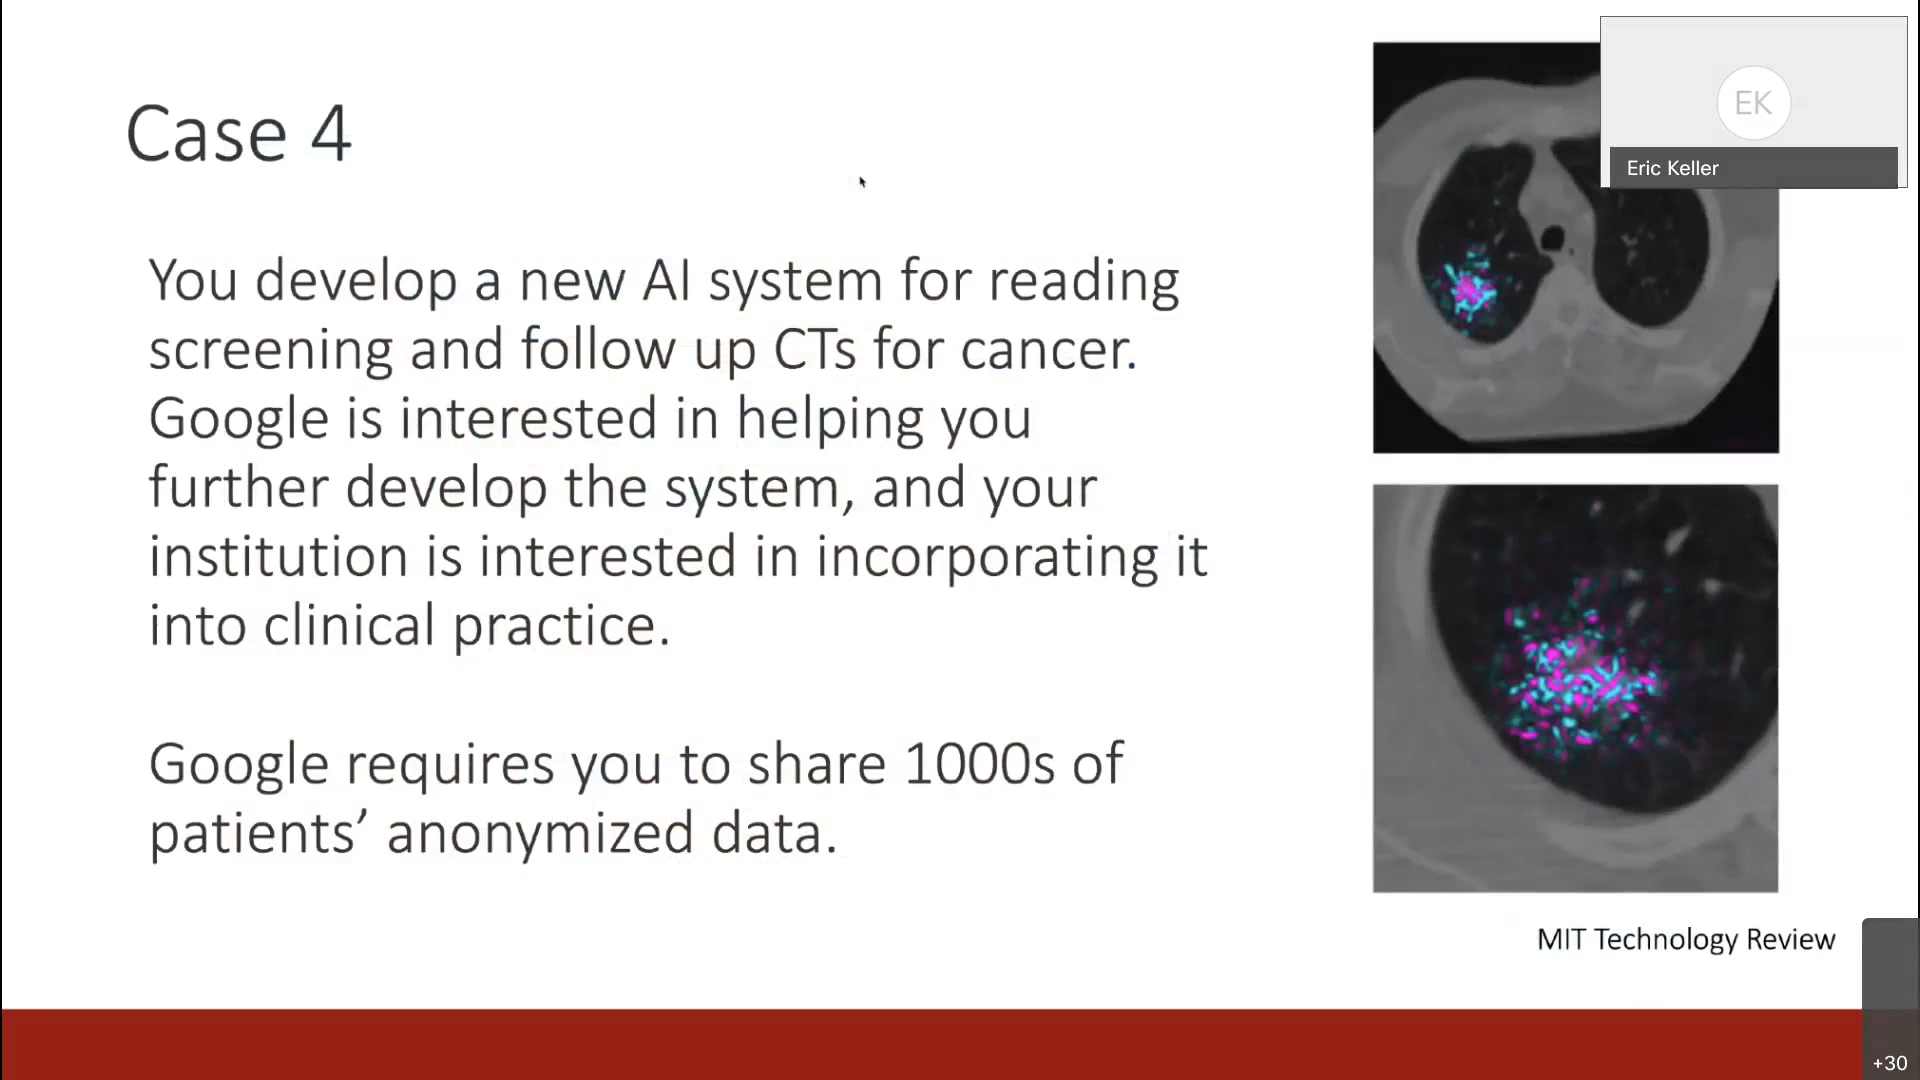 Case 4
EK
Eric Keller
You develop a new AI system for reading
screening and follow up CTs for cancer.
Google is interested in helping you
further develop the system, and your
institution is interested in incorporating it
into clinical practice.
Google requires you to share 1000s of
patients’ anonymized data.
MIT Technology Review
+30